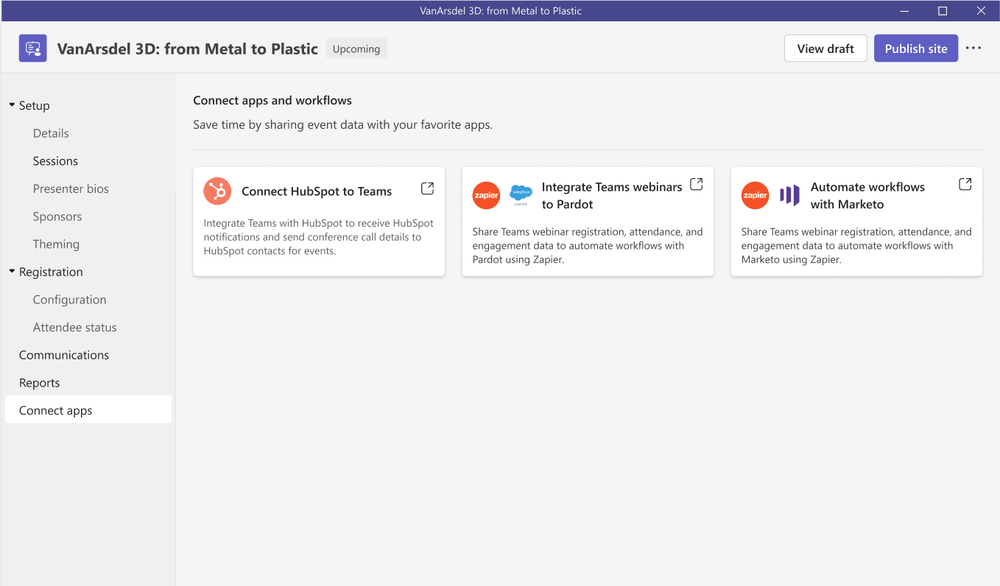 VanArsdel 3D: from Metal to Plastic
VanArsdel 3D: from Metal to Plastic
Upcoming
View draft
Publish site
Setup
Details
Sessions
Presenter bios
Sponsors
Theming
Registration
Configuration
Attendee status
Communications
Reports
Connect apps
Connect apps and workflows
Save time by sharing event data with your favorite apps.
Connect HubSpot to Teams
Integrate Teams with HubSpot to receive HubSpot
notifications and send conference call details to
HubSpot contacts for events.
zapier
salesforce
pardot
Integrate Teams webinars
to Pardot
Share Teams webinar registration, attendance, and
engagement data to automate workflows with
Pardot using Zapier.
zapier
Automate workflows
with Marketo
Share Teams webinar registration, attendance, and
engagement data to automate workflows with
Marketo using Zapier.